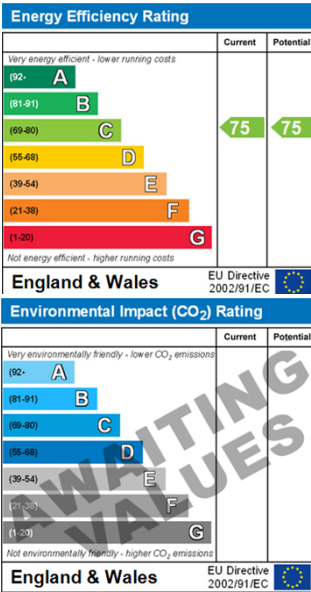 Energy Efficiency Rating
Current Potential
Very energy efficient - lower running costs
(92- A
(81-91) B
(69-80) C 75 75
(55-68) D
(39-54) E
(21-38) F
(1-20) G
Not energy efficient - higher running costs
England & Wales EU Directive
2002/91/EC
Environmental Impact (CO₂) Rating
Current Potential
Very environmentally friendly - lower CO₂ emissions
(92- A
(81-91) B
(69-80) C
(55-68) D
(39-54) E
(21-38) F
(1-20) G
Not environmentally friendly - higher CO₂ emissions
AWAITING
VALUES
England & Wales EU Directive
2002/91/EC